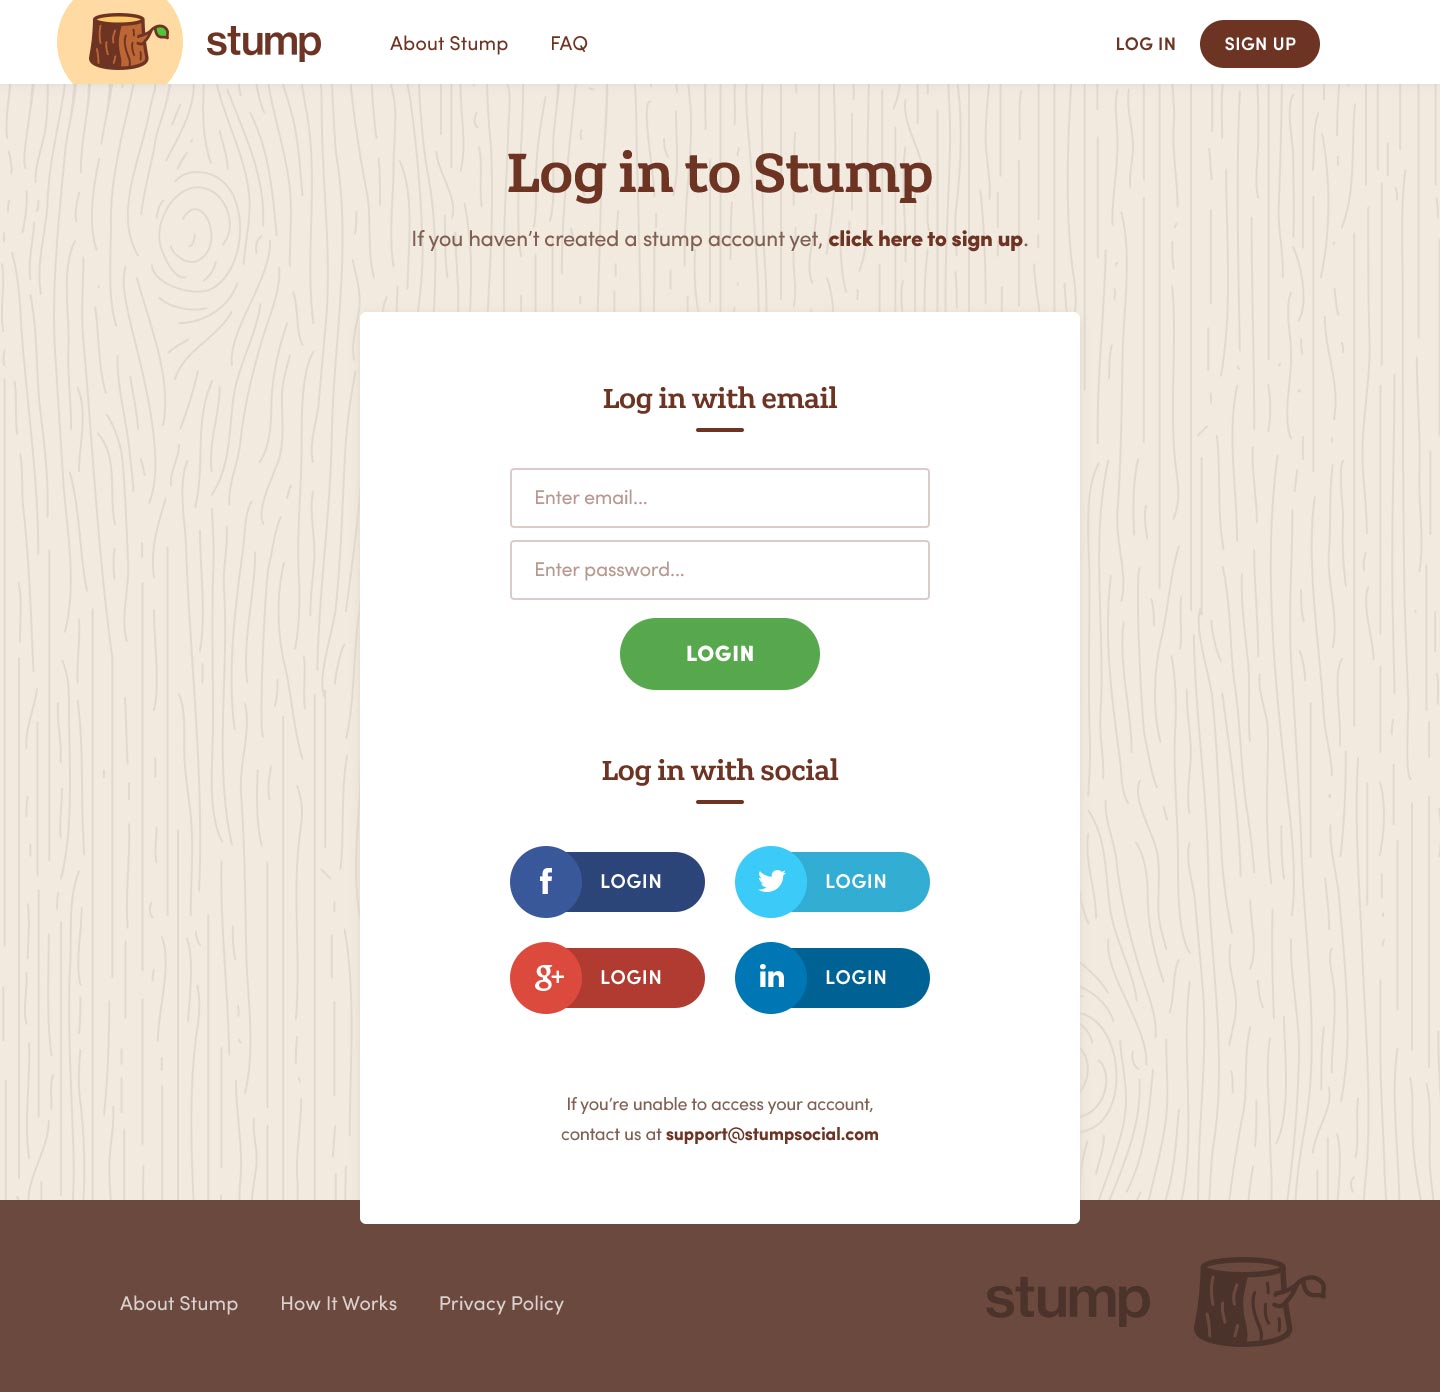 stump
About Stump
FAQ
LOG IN
SIGN UP
Log in to Stump
If you haven’t created a stump account yet, click here to sign up.
Log in with email
Enter email...
Enter password...
LOGIN
Log in with social
f LOGIN
LOGIN
g+ LOGIN
in LOGIN
If you’re unable to access your account,
contact us at support@stumpsocial.com
About Stump
How It Works
Privacy Policy
stump